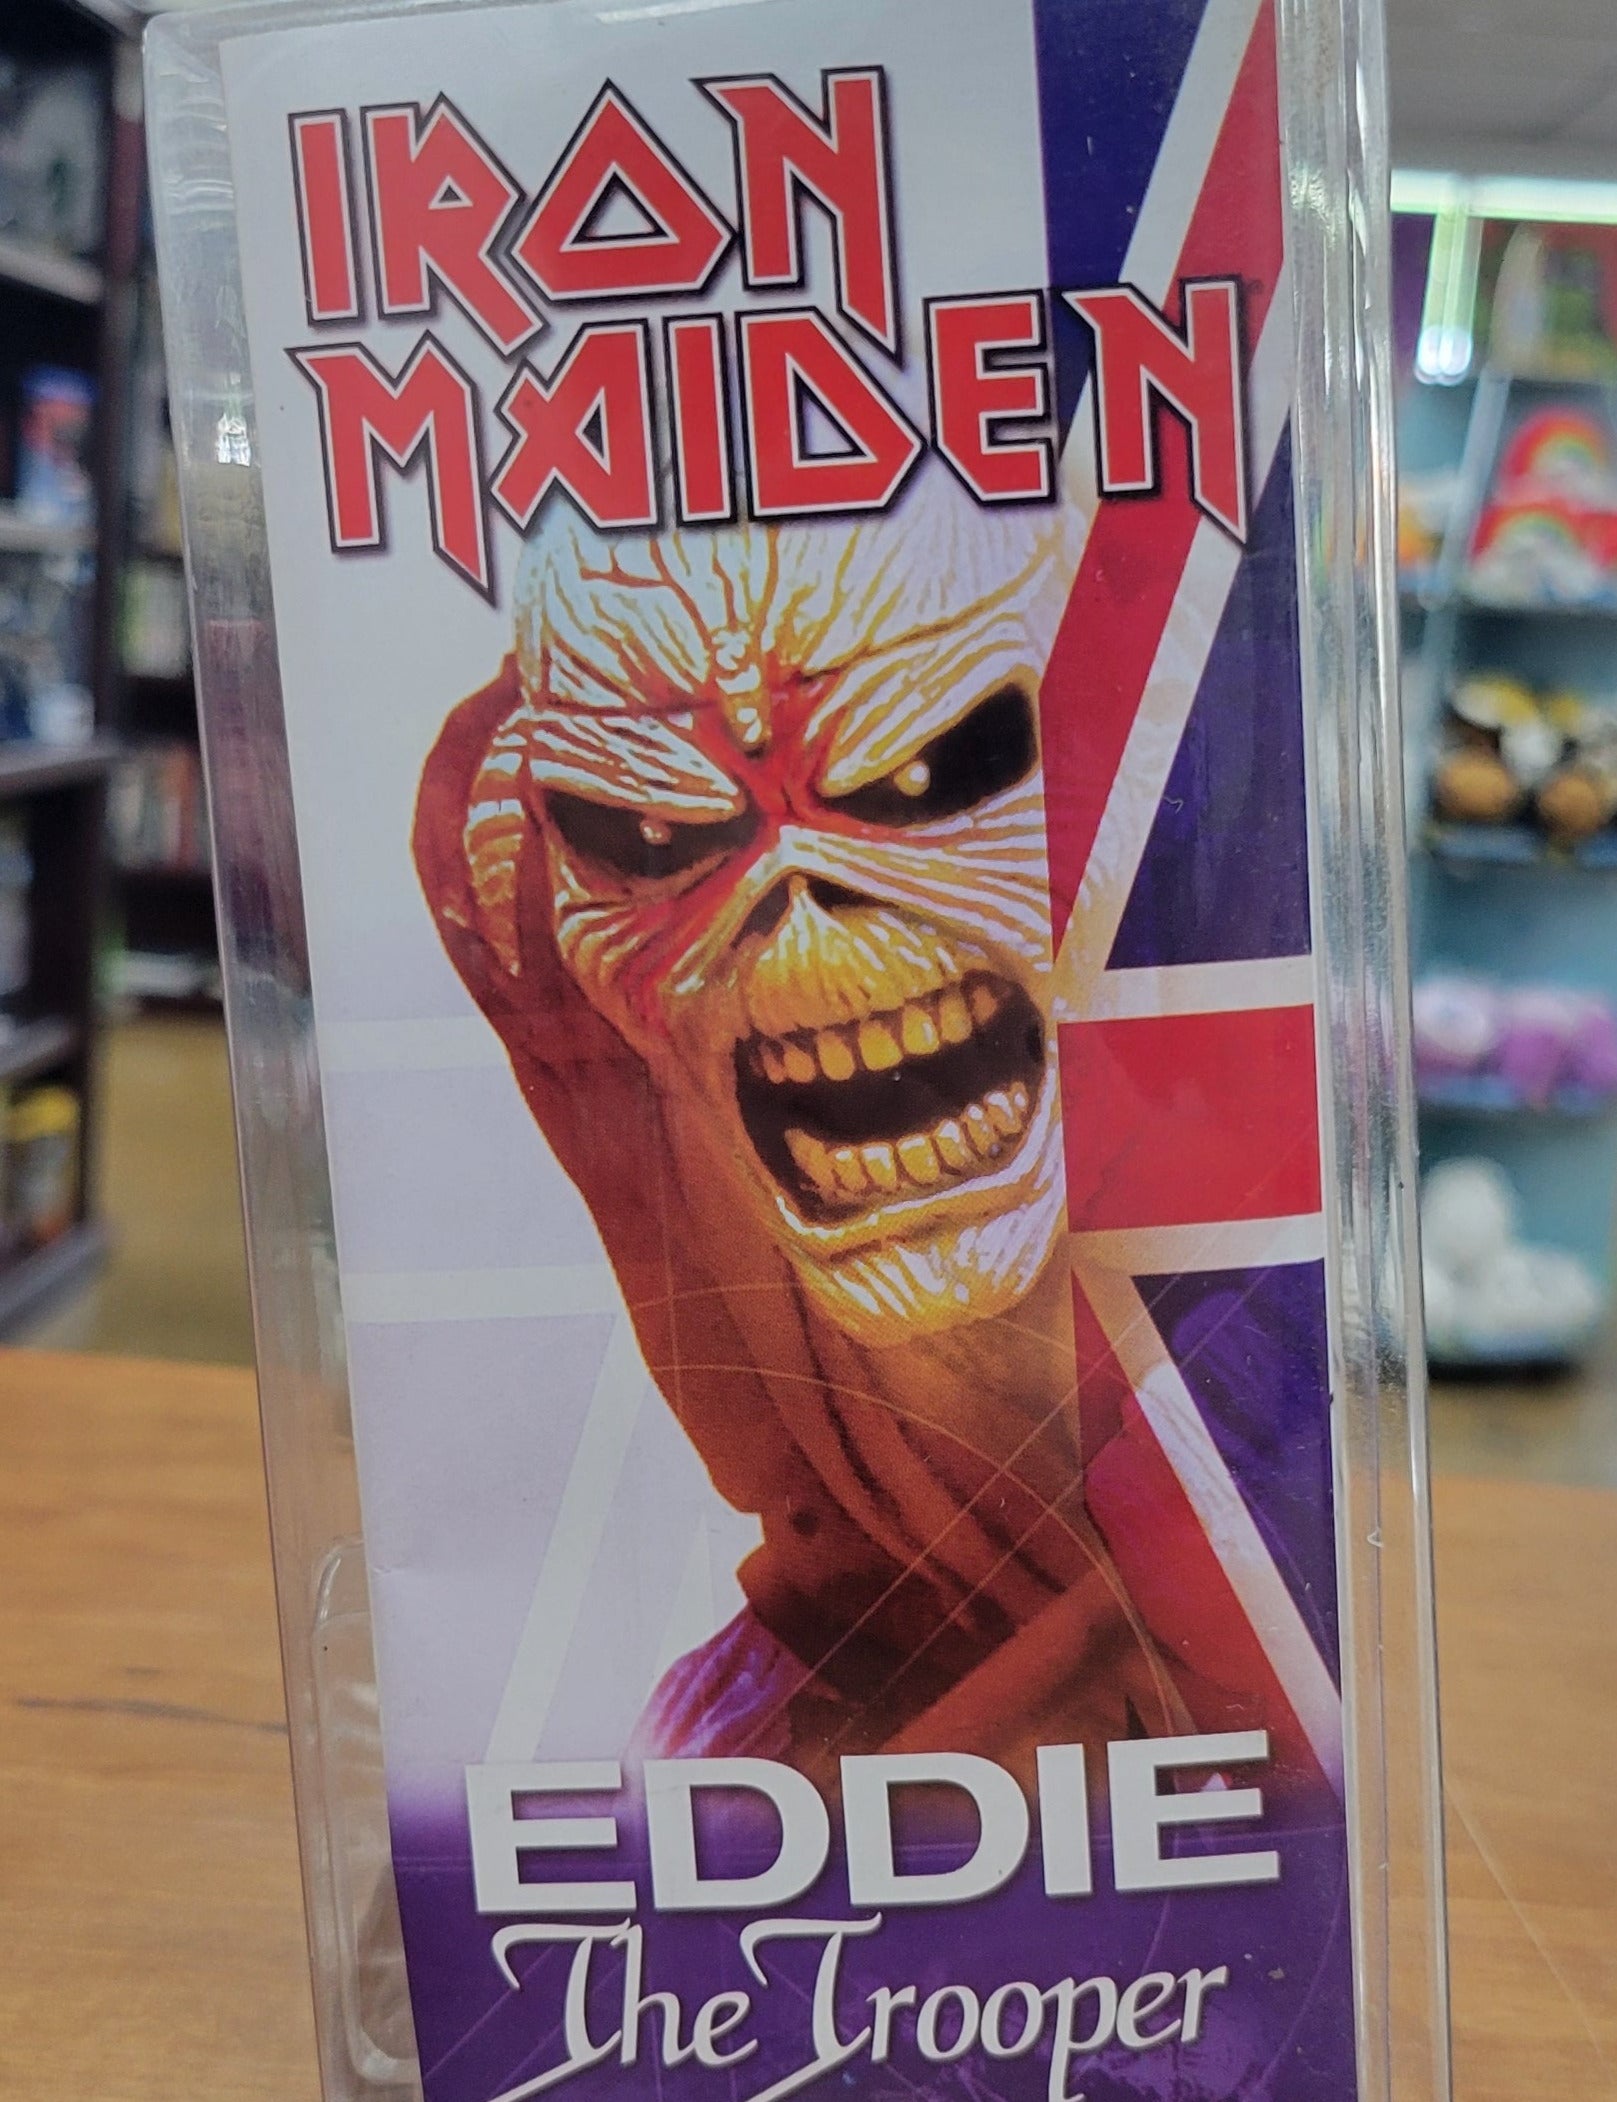 IRON
MAIDEN
EDDIE
The Trooper